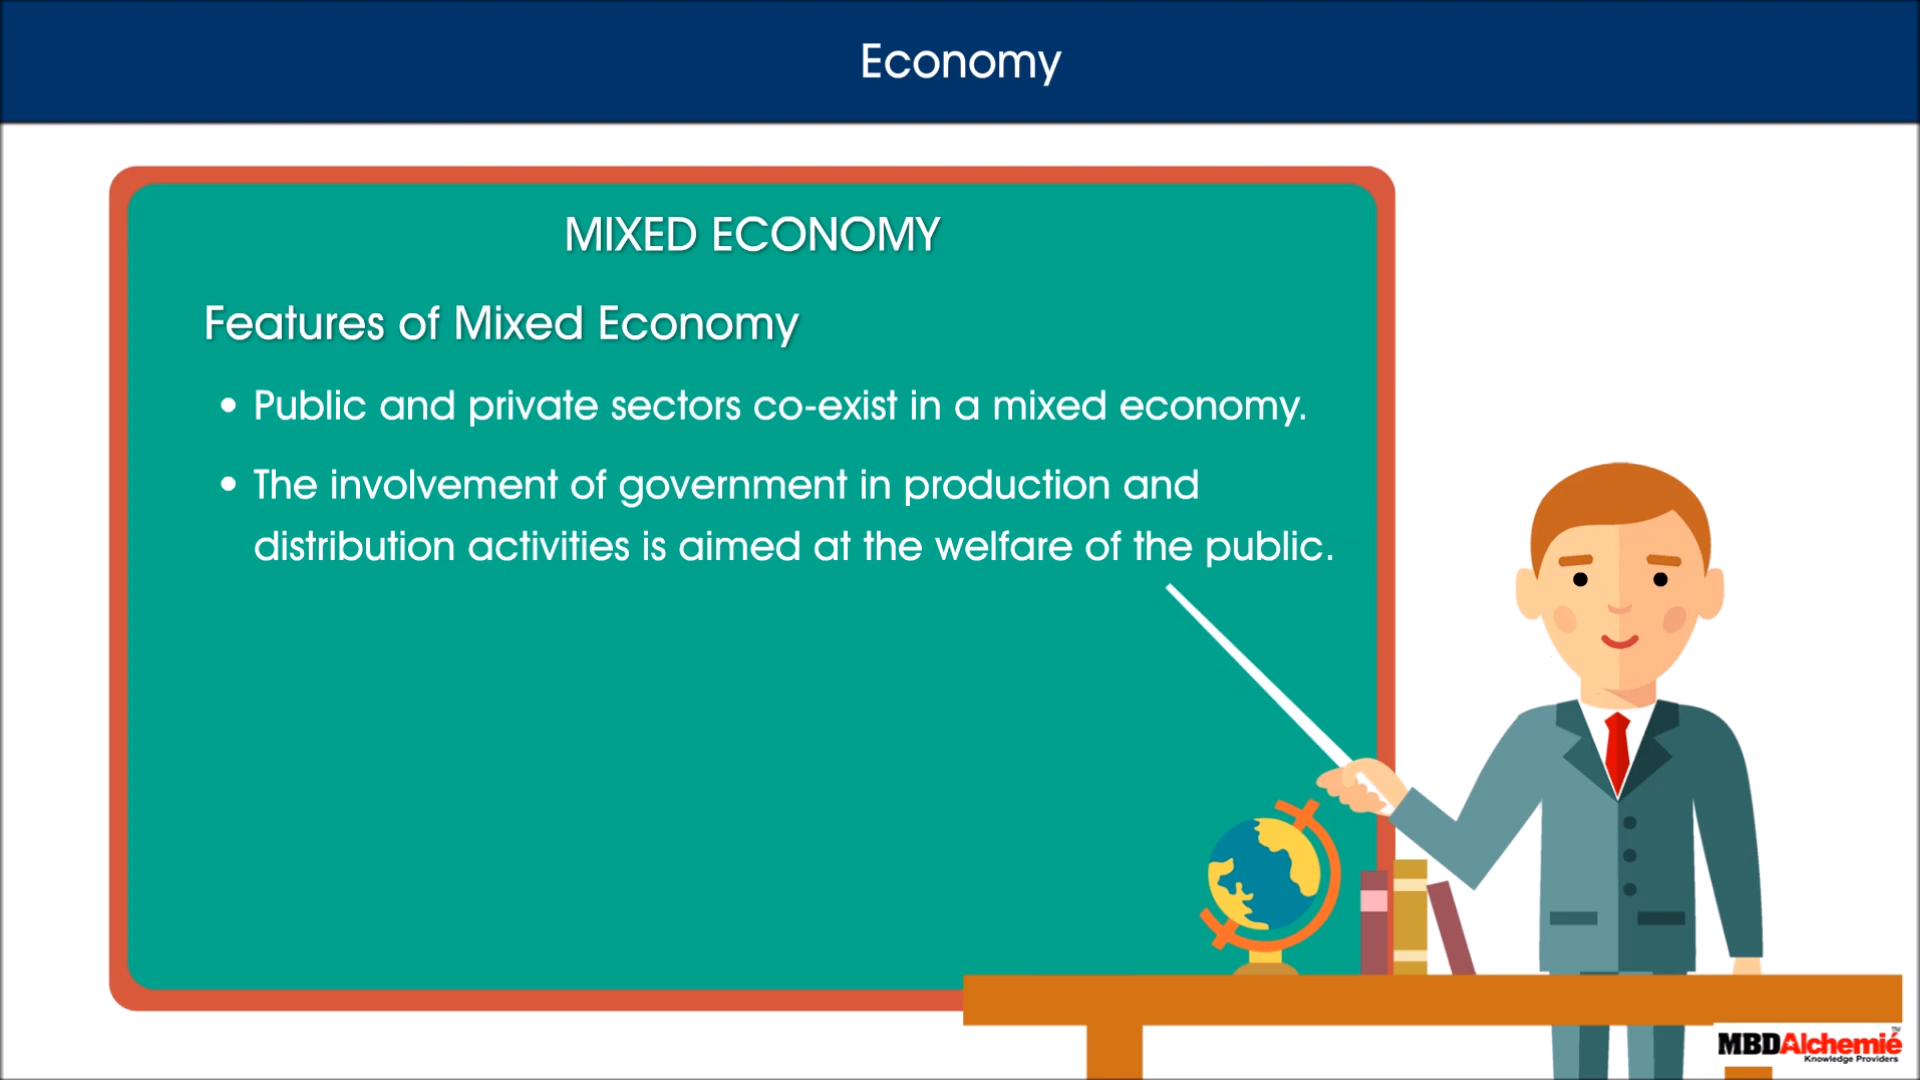 Economy
MIXED ECONOMY
Features of Mixed Economy
• Public and private sectors co-exist in a mixed economy.
• The involvement of government in production and
distribution activities is aimed at the welfare of the public.
MBDAlchemié™
Knowledge Providers